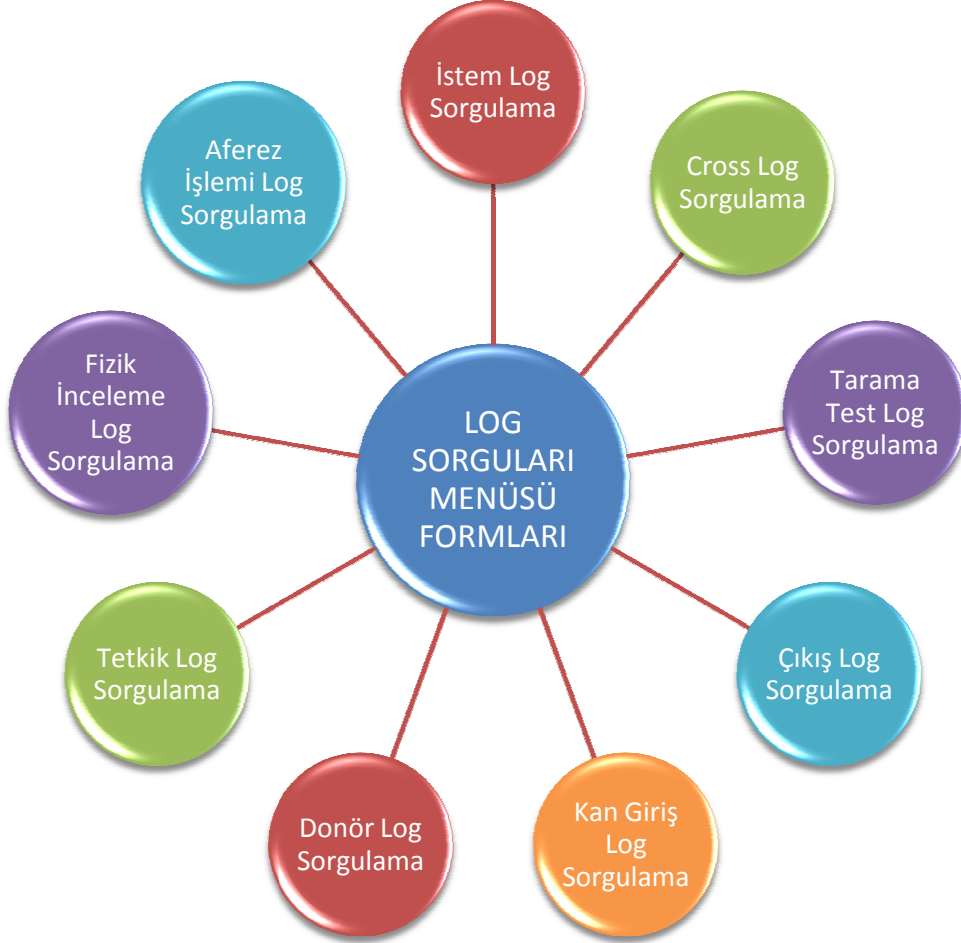 İstem Log
Sorgulama
Cross Log
Sorgulama
Tarama
Test Log
Sorgulama
Çıkış Log
Sorgulama
Kan Giriş
Log
Sorgulama
Donör Log
Sorgulama
Tetkik Log
Sorgulama
Fizik
İnceleme
Log
Sorgulama
Aferez
İşlemi Log
Sorgulama
LOG
SORGULARI
MENÜSÜ
FORMLARI